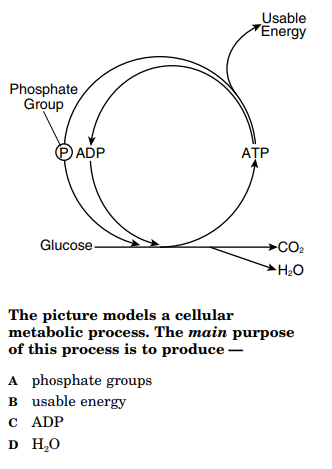 Usable
Energy
Phosphate
Group
P ADP
ATP
Glucose
CO₂
H₂O
The picture models a cellular
metabolic process. The main purpose
of this process is to produce —
A phosphate groups
B usable energy
C ADP
D H₂O